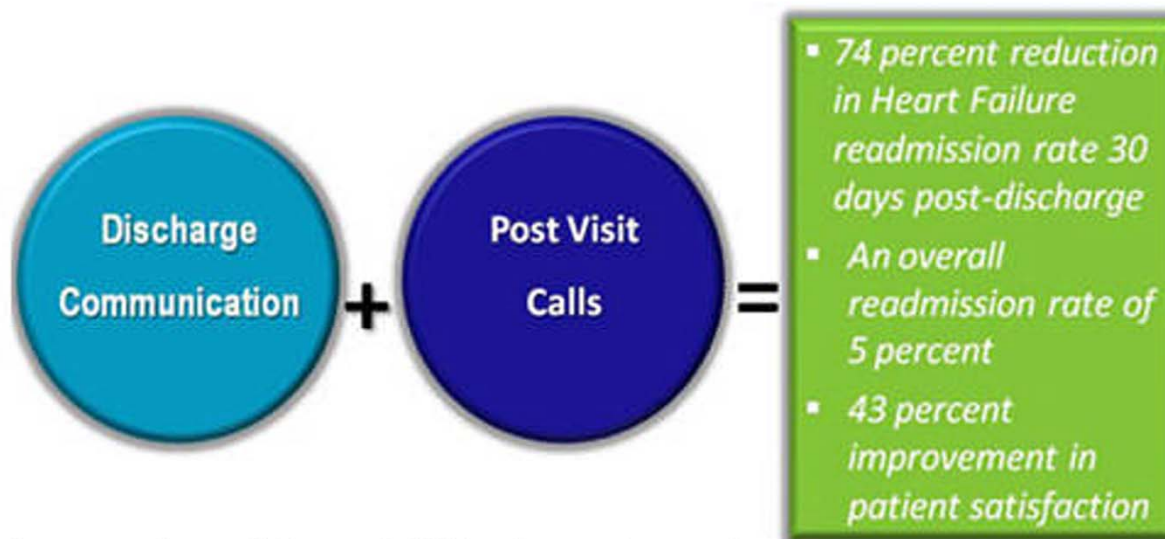 Discharge
Communication
+
Post Visit
Calls
=
▪ 74 percent reduction
in Heart Failure
readmission rate 30
days post-discharge
▪ An overall
readmission rate of
5 percent
▪ 43 percent
improvement in
patient satisfaction